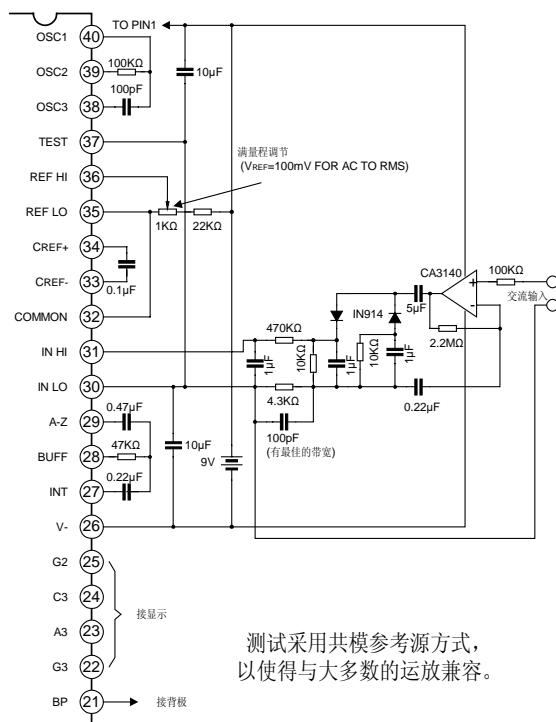 TO PIN1
OSC1
40
OSC2
39
100KΩ
10μF
OSC3
38
100pF
TEST
37
满量程调节
(VREF=100mV FOR AC TO RMS)
REF HI
36
REF LO
35
1KΩ
22KΩ
CREF+
34
CREF-
33
0.1μF
COMMON
32
CA3140
100KΩ
交流输入
5μF
IN914
2.2MΩ
IN HI
31
470KΩ
1μF
10KΩ
1μF
10KΩ
1μF
IN LO
30
4.3KΩ
0.22μF
A-Z
29
0.47μF
100pF
(有最佳的带宽)
BUFF
28
47KΩ
10μF
9V
INT
27
0.22μF
V-
26
G2
25
C3
24
接显示
A3
23
G3
22
BP
21
接背极
测试采用共模参考源方式，
以使得与大多数的运放兼容。